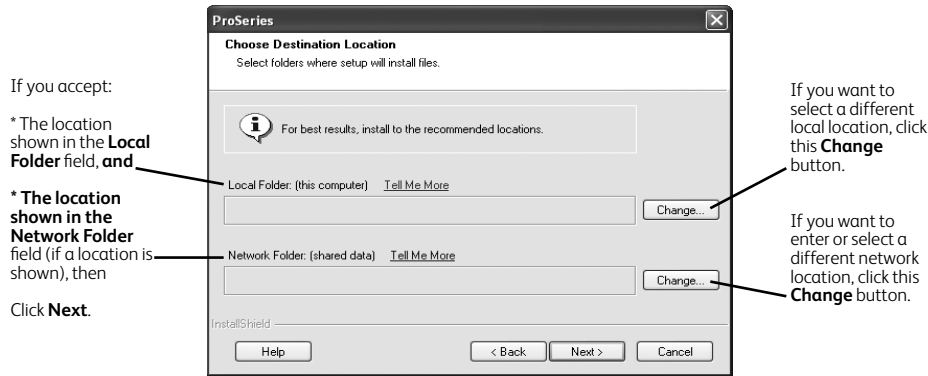 If you accept:
* The location
shown in the Local
Folder field, and
* The location
shown in the
Network Folder
field (if a location is
shown), then
Click Next.
ProSeries
Choose Destination Location
Select folders where setup will install files.
For best results, install to the recommended locations.
Local Folder: (this computer) Tell Me More
Change...
Network Folder: (shared data) Tell Me More
Change...
InstallShield
Help
< Back
Next >
Cancel
If you want to
select a different
local location, click
this Change
button.
If you want to
enter or select a
different network
location, click this
Change button.